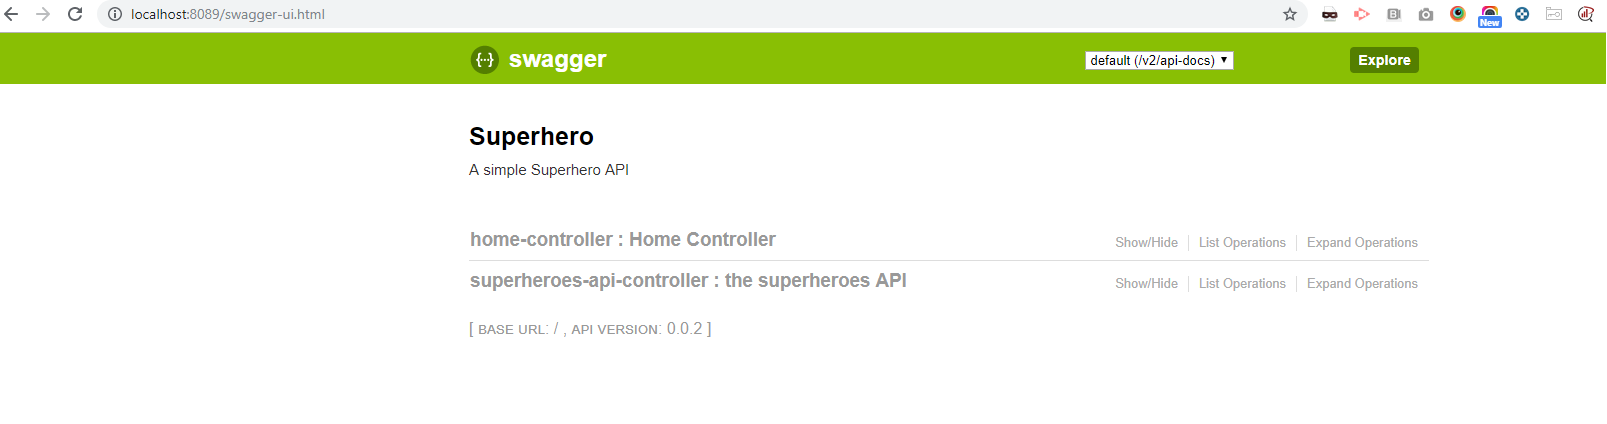 localhost:8089/swagger-ui.html
New
{··} swagger default (/v2/api-docs) Explore
Superhero
A simple Superhero API
home-controller : Home Controller Show/Hide List Operations Expand Operations
superheroes-api-controller : the superheroes API Show/Hide List Operations Expand Operations
[ BASE URL: / , API VERSION: 0.0.2 ]